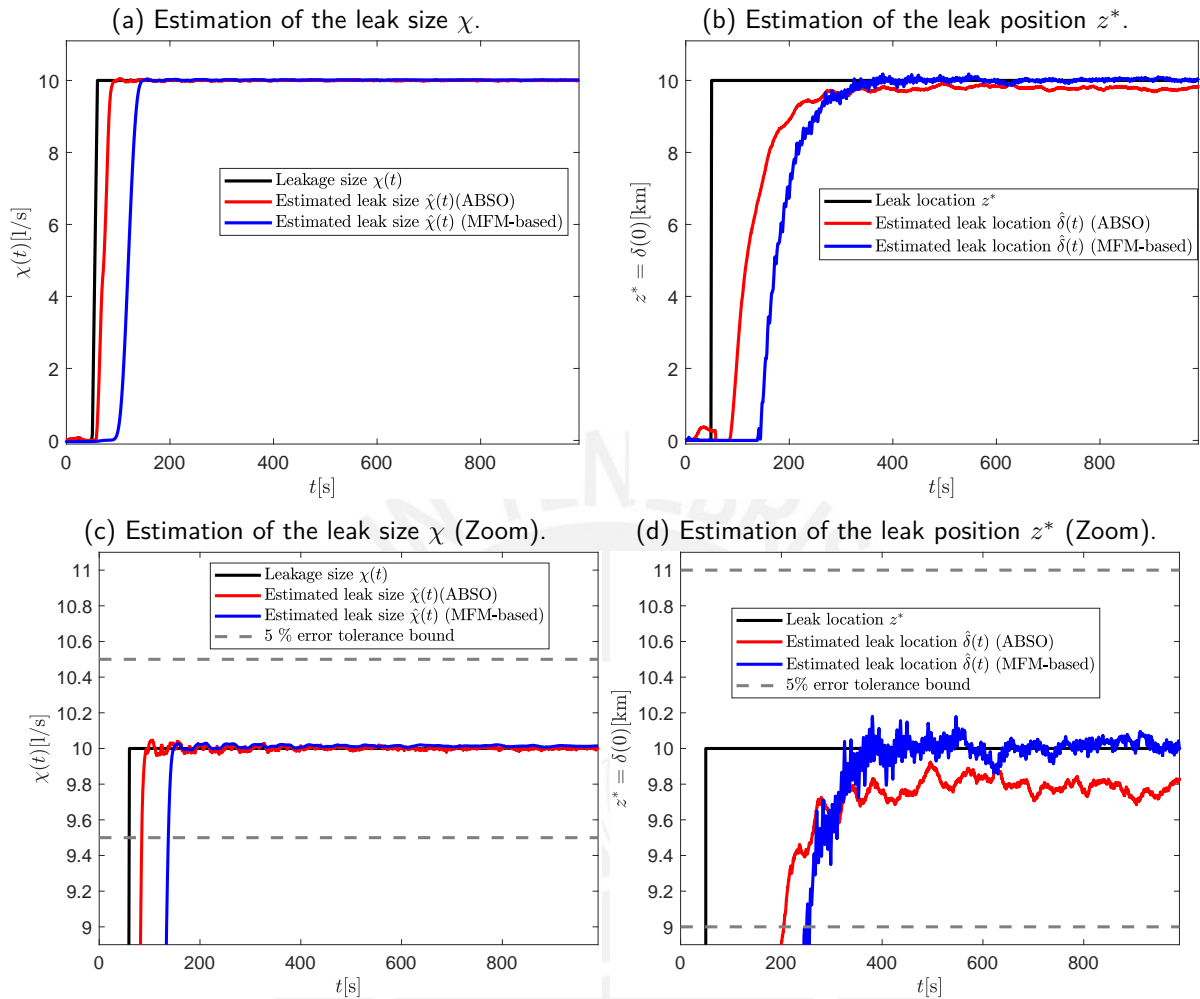 (a) Estimation of the leak size χ.
10
8
6
4
2
0
χ(t)[l/s]
Leakage size χ(t)
Estimated leak size χ̂(t)(ABSO)
Estimated leak size χ̂(t) (MFM-based)
0 200 400 600 800
t[s]
(b) Estimation of the leak position z*.
10
8
6
4
2
0
z* = δ(0)[km]
Leak location z*
Estimated leak location δ̂(t) (ABSO)
Estimated leak location δ̂(t) (MFM-based)
0 200 400 600 800
t[s]
IN TENEBRI
(c) Estimation of the leak size χ (Zoom).
11
10.8
10.6
10.4
10.2
10
9.8
9.6
9.4
9.2
9
χ(t)[l/s]
Leakage size χ(t)
Estimated leak size χ̂(t)(ABSO)
Estimated leak size χ̂(t) (MFM-based)
5 % error tolerance bound
0 200 400 600 800
t[s]
(d) Estimation of the leak position z* (Zoom).
11
10.8
10.6
10.4
10.2
10
9.8
9.6
9.4
9.2
9
z* = δ(0)[km]
Leak location z*
Estimated leak location δ̂(t) (ABSO)
Estimated leak location δ̂(t) (MFM-based)
5% error tolerance bound
0 200 400 600 800
t[s]